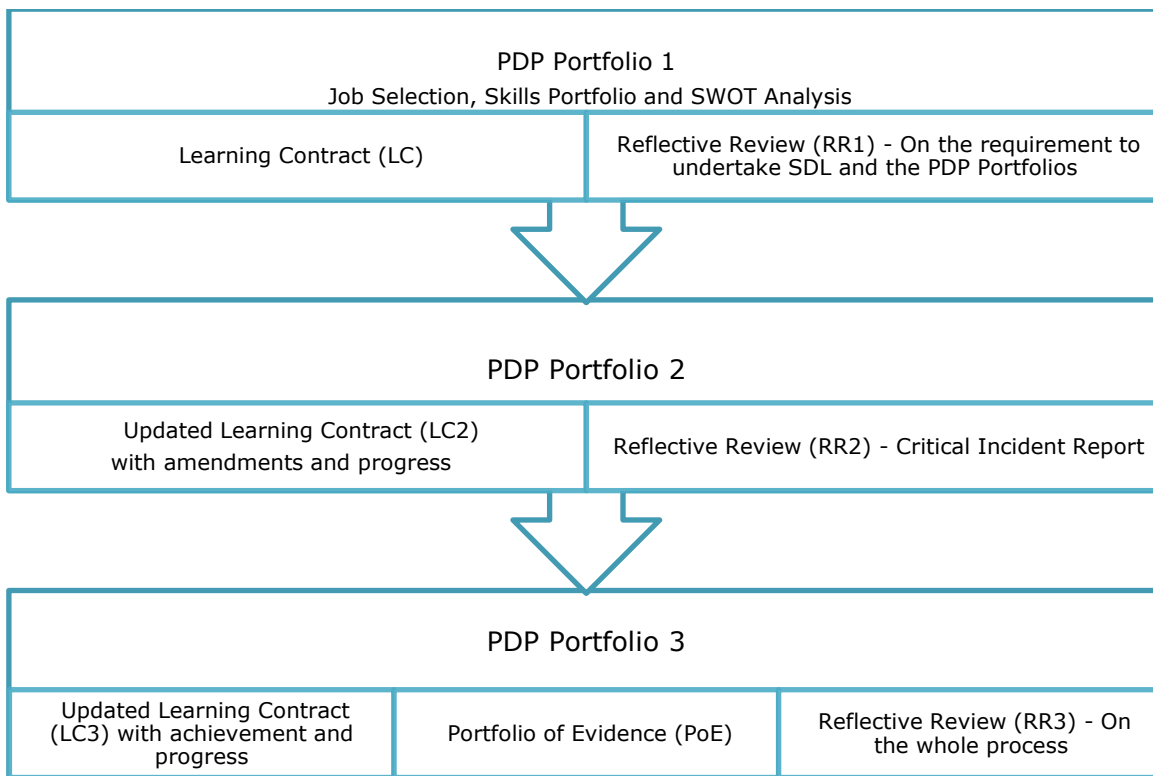 PDP Portfolio 1
Job Selection, Skills Portfolio and SWOT Analysis
Learning Contract (LC)
Reflective Review (RR1) - On the requirement to
undertake SDL and the PDP Portfolios
PDP Portfolio 2
Updated Learning Contract (LC2)
with amendments and progress
Reflective Review (RR2) - Critical Incident Report
PDP Portfolio 3
Updated Learning Contract
(LC3) with achievement and
progress
Portfolio of Evidence (PoE)
Reflective Review (RR3) - On
the whole process